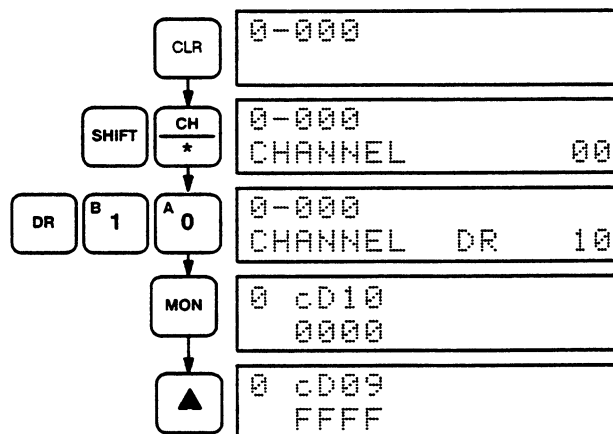 CLR
0-000
SHIFT
CH
*
0-000
CHANNEL 00
DR
B 1
A 0
0-000
CHANNEL DR 10
MON
0 cD10
0000
▲
0 cD09
FFFF